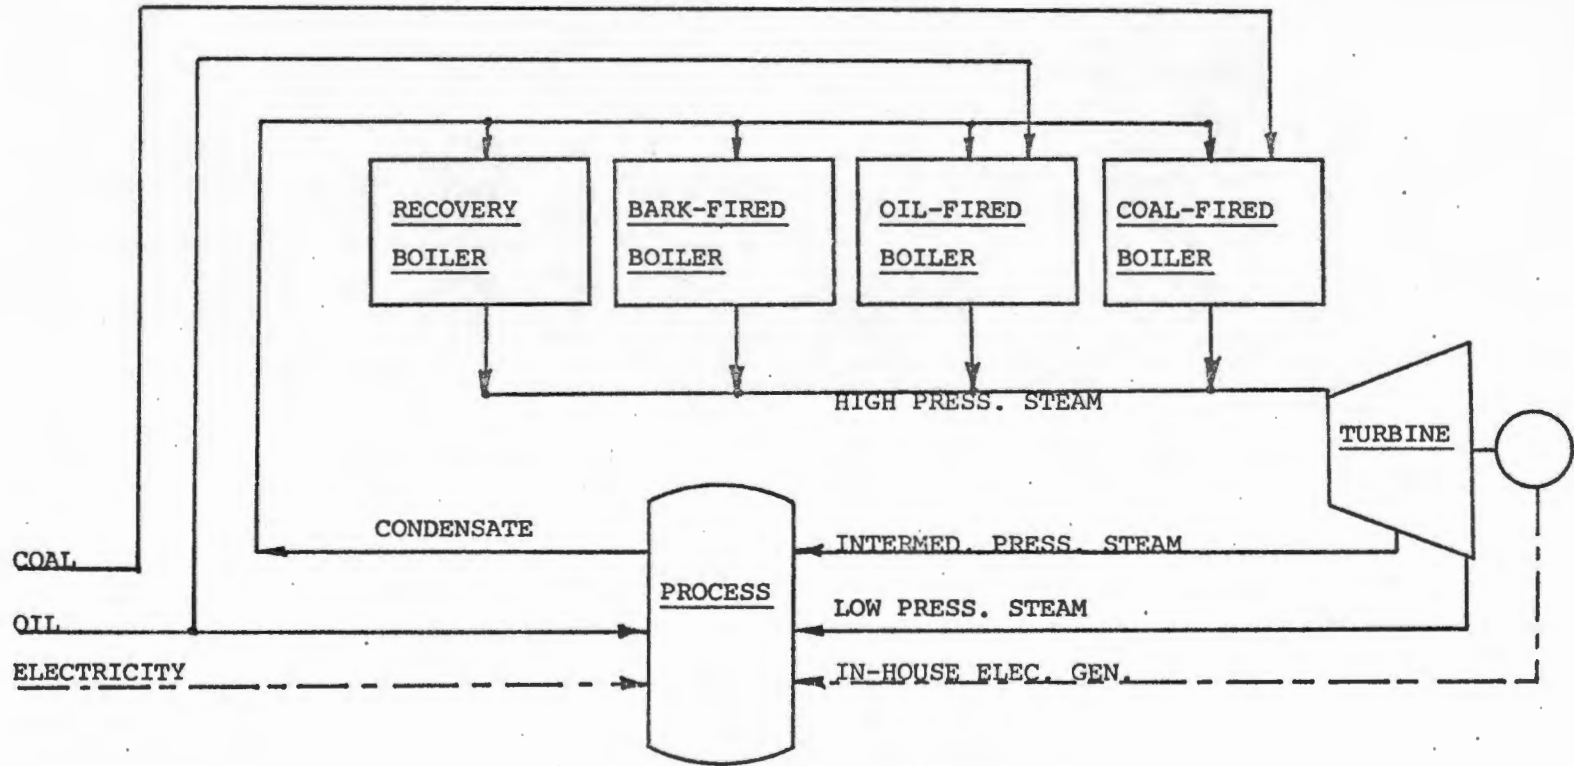 RECOVERY
BOILER
BARK-FIRED
BOILER
OIL-FIRED
BOILER
COAL-FIRED
BOILER
HIGH PRESS. STEAM
TURBINE
CONDENSATE
INTERMED. PRESS. STEAM
COAL
PROCESS
LOW PRESS. STEAM
OIL
ELECTRICITY
IN-HOUSE ELEC. GEN.